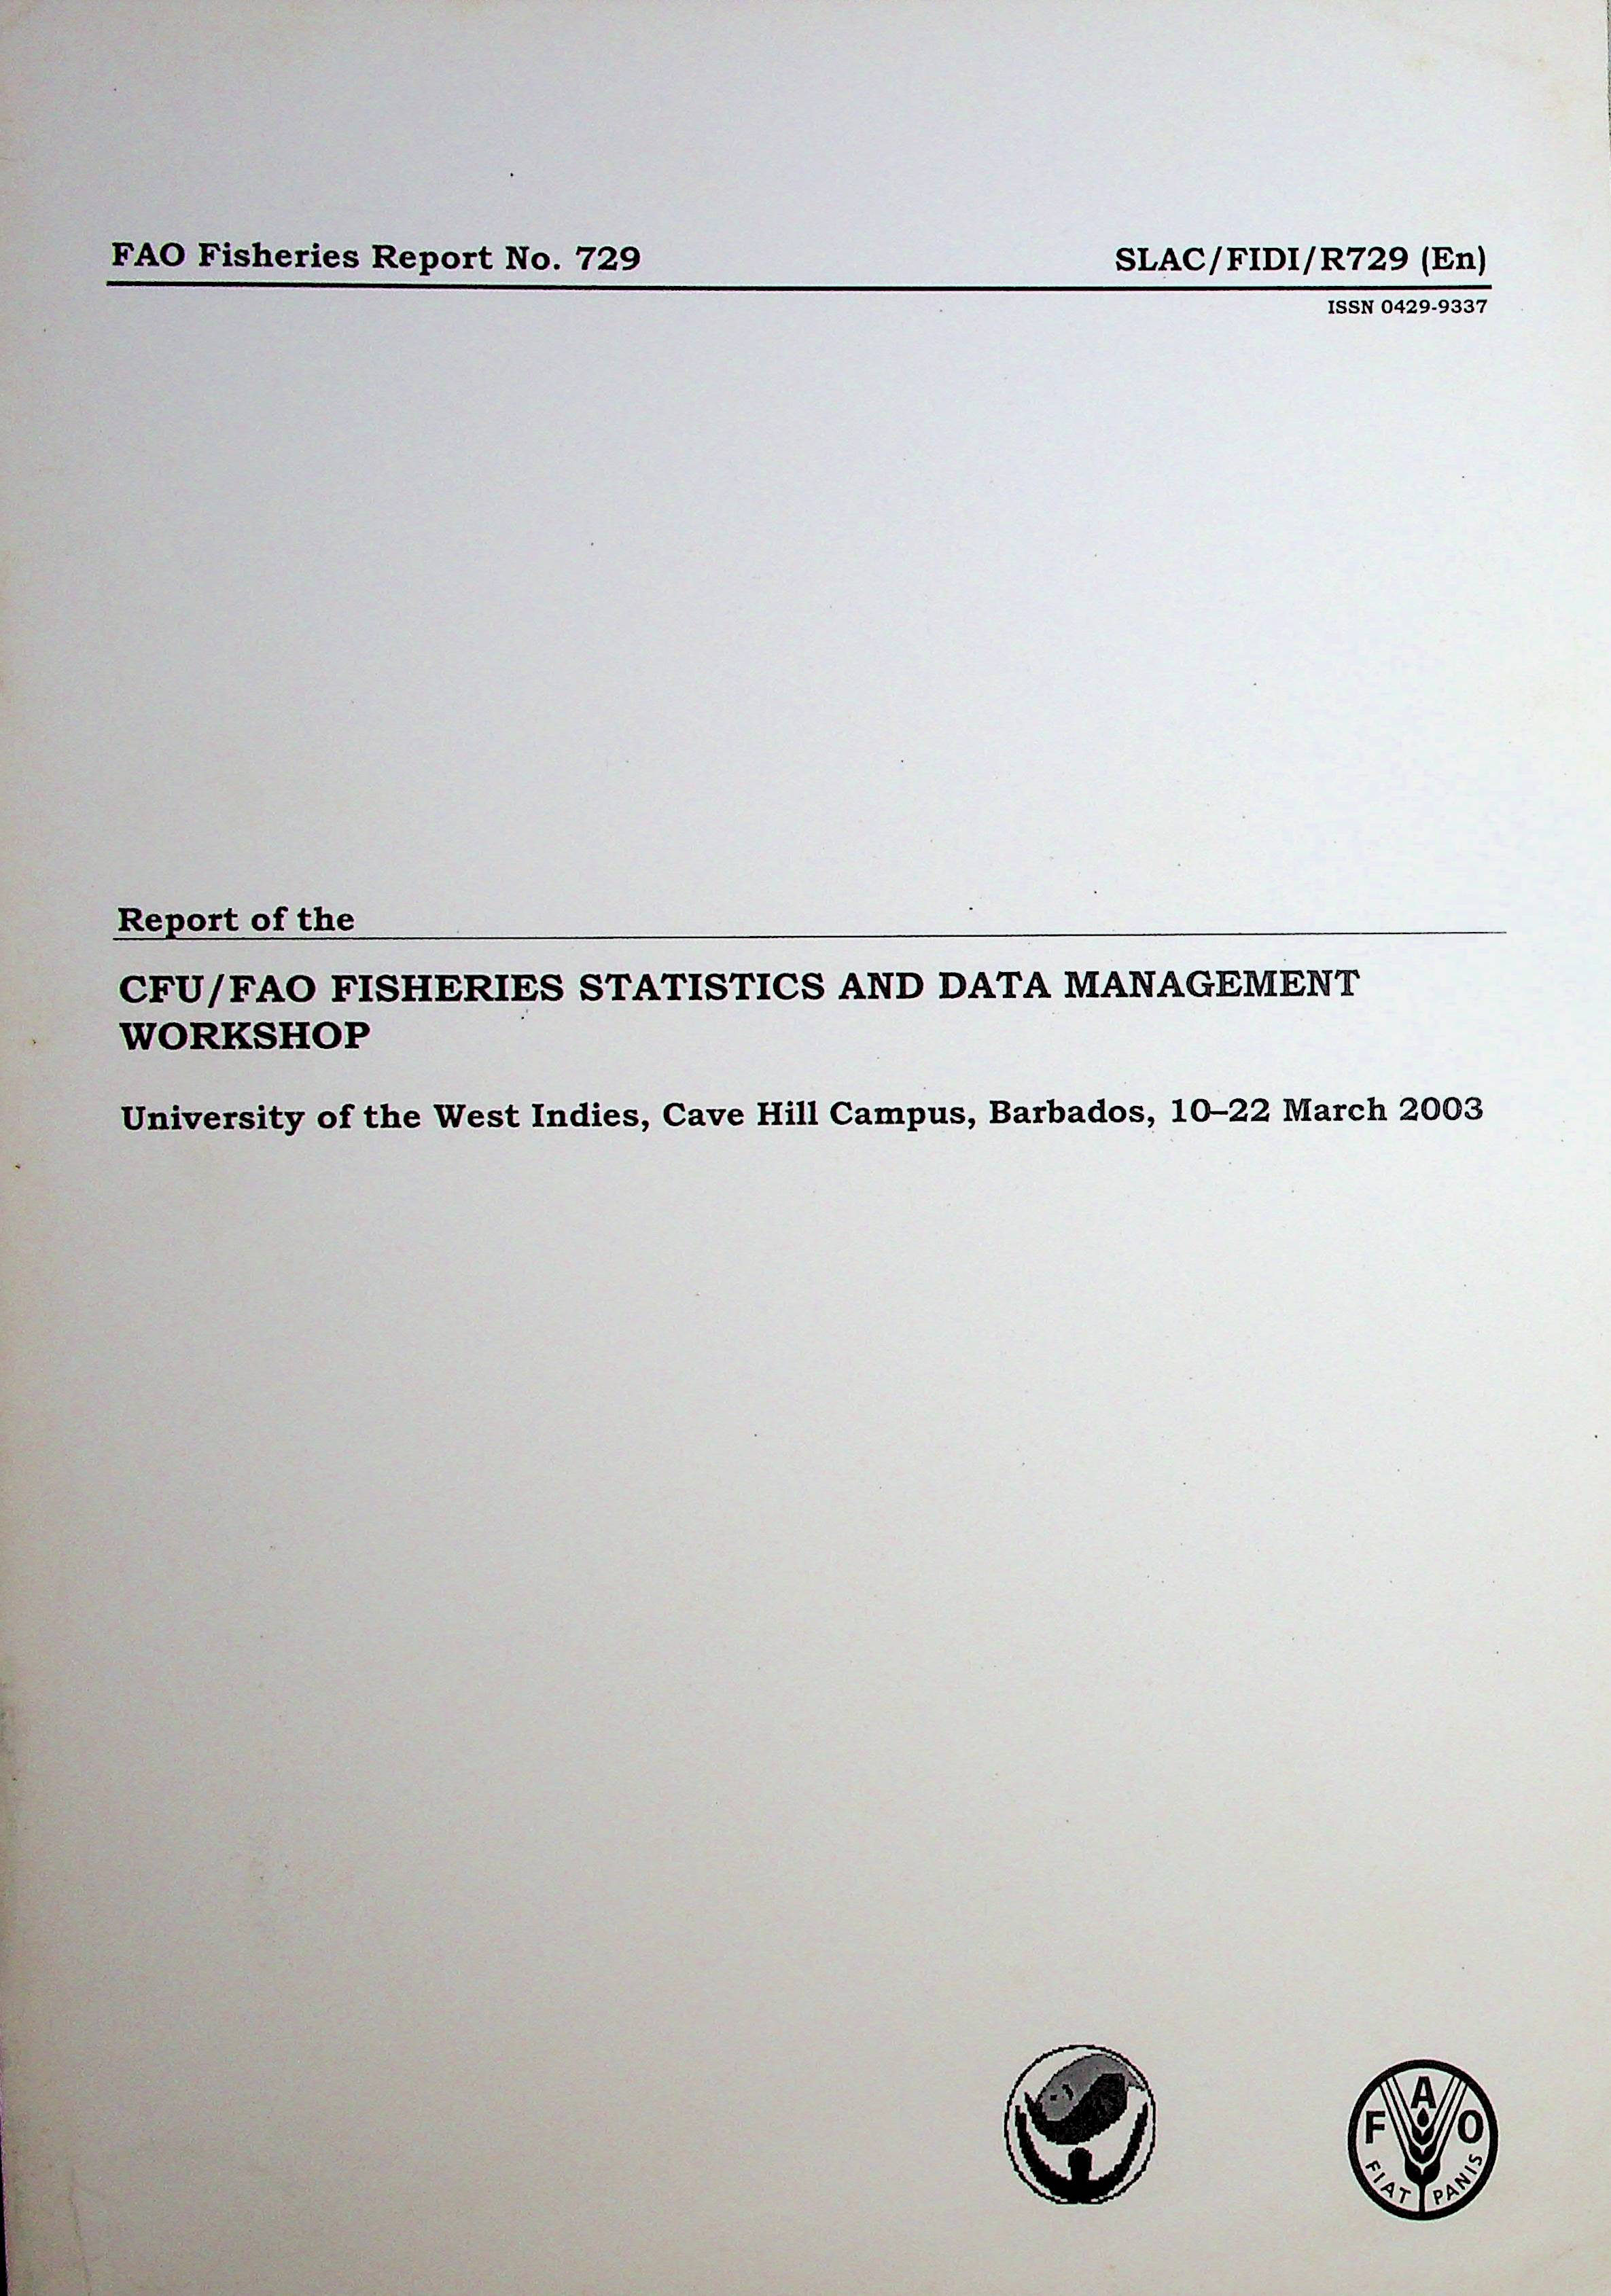 FAO Fisheries Report No. 729
SLAC/FIDI/R729 (En)
ISSN 0429-9337
Report of the
CFU/FAO FISHERIES STATISTICS AND DATA MANAGEMENT
WORKSHOP
University of the West Indies, Cave Hill Campus, Barbados, 10–22 March 2003
F A O
FIAT PANIS